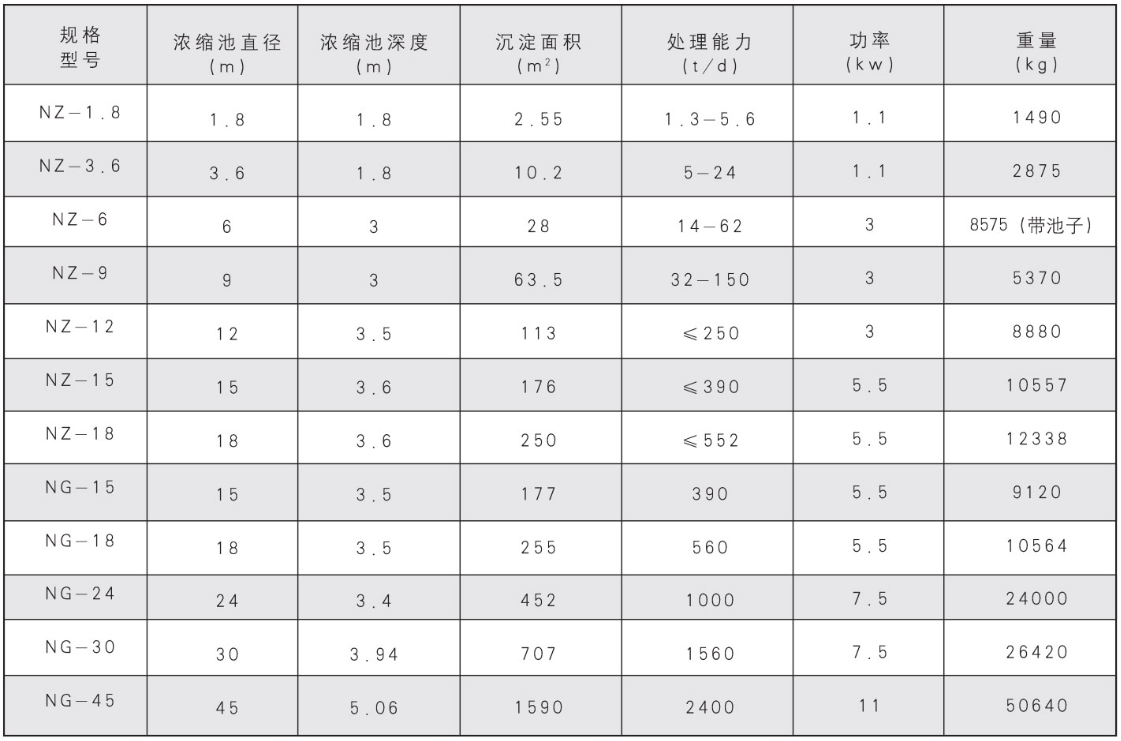 规格型号 浓缩池直径(m) 浓缩池深度(m) 沉淀面积(m²) 处理能力(t/d) 功率(kw) 重量(kg)
NZ-1.8 1.8 1.8 2.55 1.3-5.6 1.1 1490
NZ-3.6 3.6 1.8 10.2 5-24 1.1 2875
NZ-6 6 3 28 14-62 3 8575(带池子)
NZ-9 9 3 63.5 32-150 3 5370
NZ-12 12 3.5 113 ≤250 3 8880
NZ-15 15 3.6 176 ≤390 5.5 10557
NZ-18 18 3.6 250 ≤552 5.5 12338
NG-15 15 3.5 177 390 5.5 9120
NG-18 18 3.5 255 560 5.5 10564
NG-24 24 3.4 452 1000 7.5 24000
NG-30 30 3.94 707 1560 7.5 26420
NG-45 45 5.06 1590 2400 11 50640